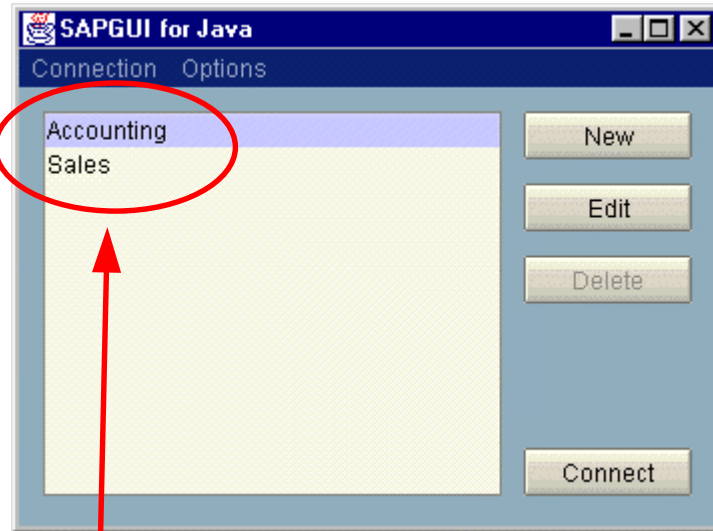 SAPGUI for Java
Connection Options
Accounting
Sales
New
Edit
Delete
Connect